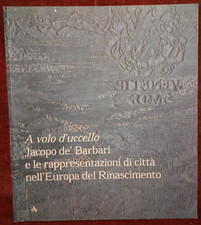 A volo d'uccello
Jacopo de' Barbari
e le rappresentazioni di città
nell'Europa del Rinascimento